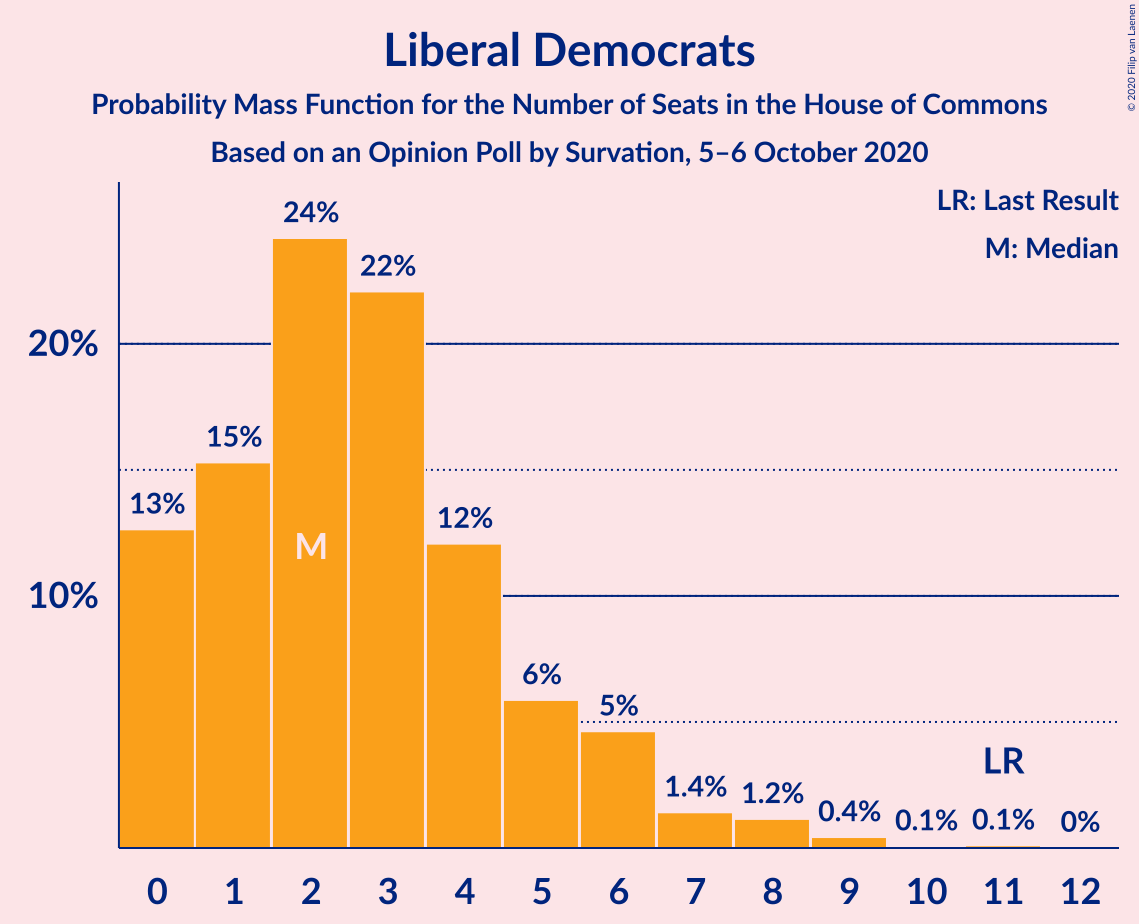 Liberal Democrats
Probability Mass Function for the Number of Seats in the House of Commons
Based on an Opinion Poll by Survation, 5–6 October 2020
© 2020 Filip van Laenen
LR: Last Result
M: Median
24%
22%
20%
15%
13%
12%
M
10%
6%
5%
LR
1.4%
1.2%
0.4%
0.1%
0.1%
0%
0 1 2 3 4 5 6 7 8 9 10 11 12